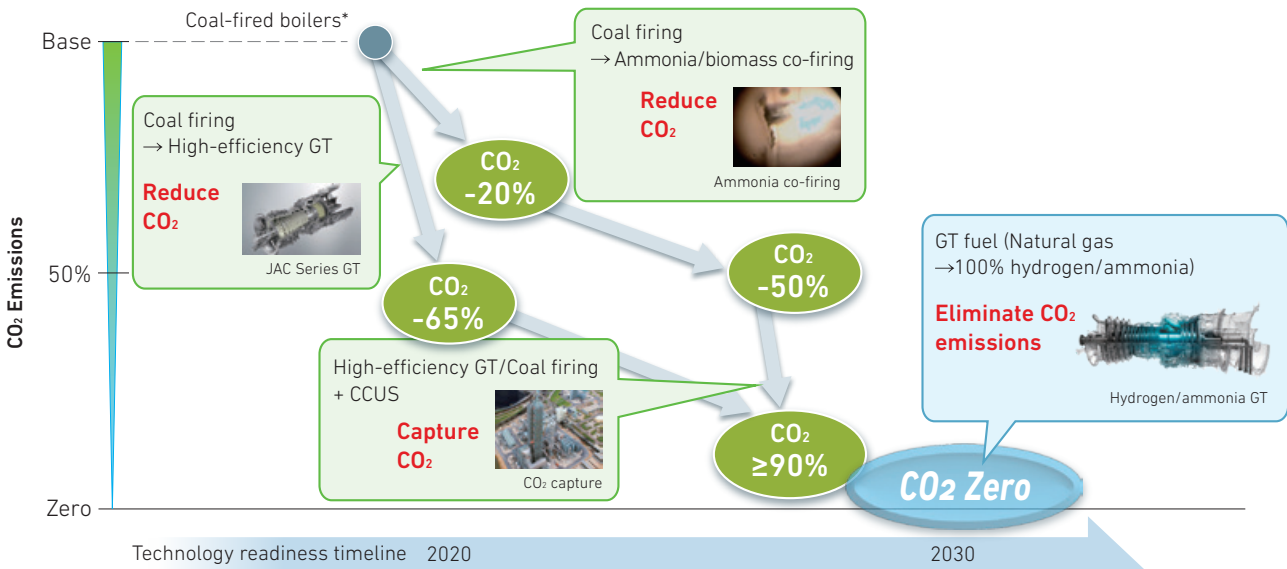 Coal-fired boilers*
Base
50%
Zero
CO₂ Emissions
Coal firing
→ Ammonia/biomass co-firing
Reduce
CO₂
Ammonia co-firing
Coal firing
→ High-efficiency GT
Reduce
CO₂
JAC Series GT
CO₂
-20%
CO₂
-65%
CO₂
-50%
High-efficiency GT/Coal firing
+ CCUS
Capture
CO₂
CO₂ capture
CO₂
≥90%
GT fuel (Natural gas
→100% hydrogen/ammonia)
Eliminate CO₂
emissions
Hydrogen/ammonia GT
CO₂ Zero
Technology readiness timeline 2020 2030